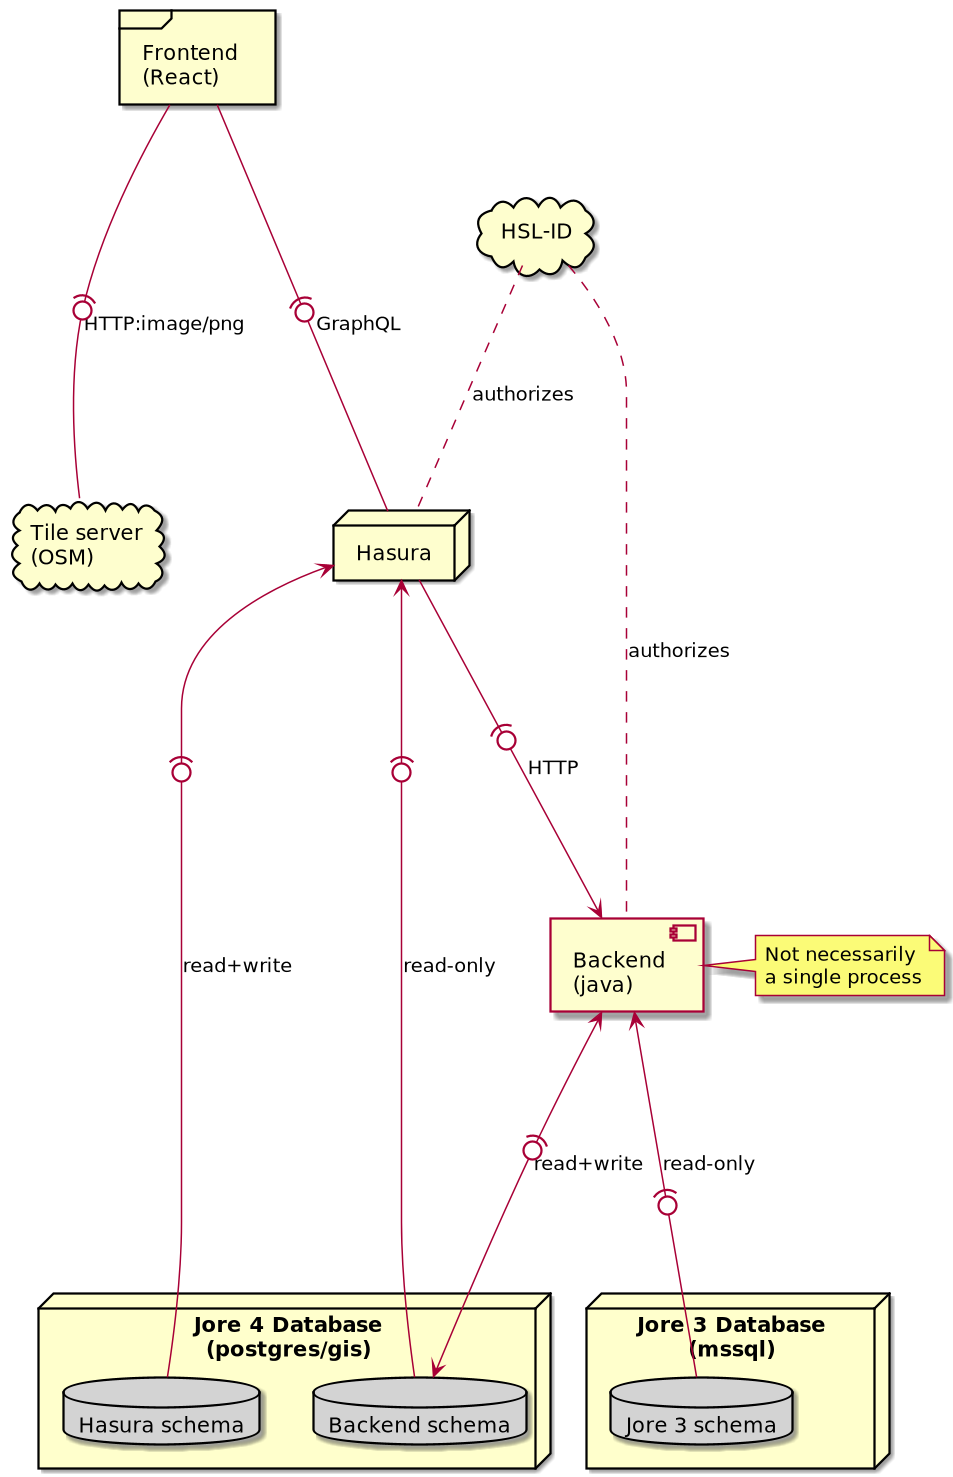 Frontend
(React)
HSL-ID
HTTP:image/png
GraphQL
authorizes
Tile server
(OSM)
Hasura
authorizes
HTTP
read+write
read-only
Backend
(java)
Not necessarily
a single process
read+write
read-only
Jore 4 Database
(postgres/gis)
Jore 3 Database
(mssql)
Hasura schema
Backend schema
Jore 3 schema